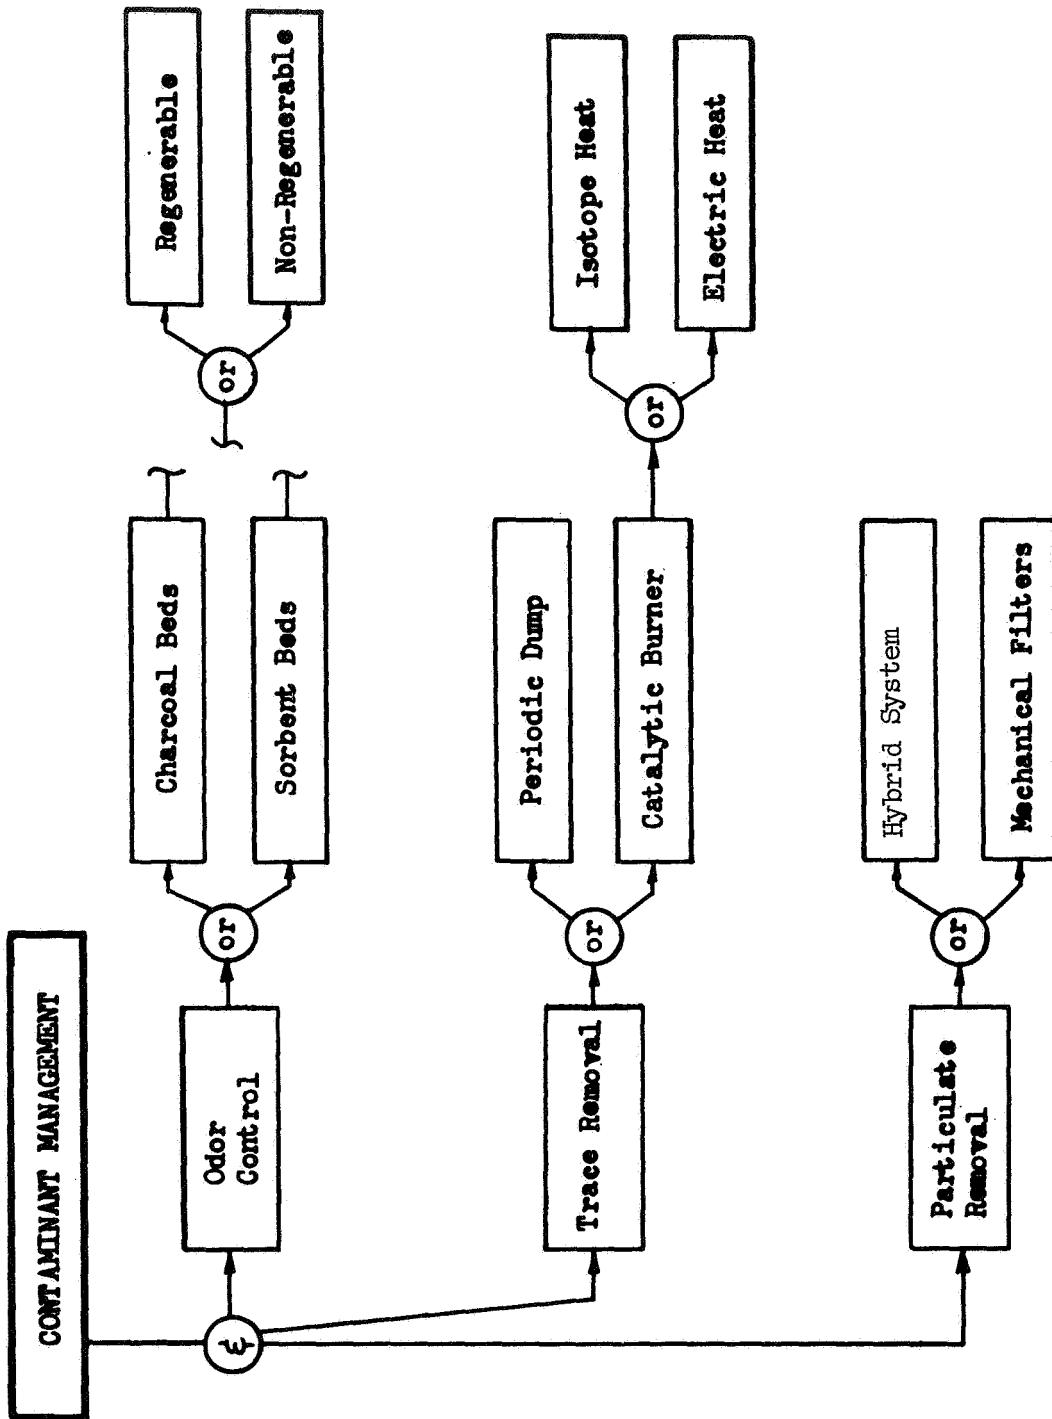 CONTAMINANT MANAGEMENT
&
Odor
Control
or
Charcoal Beds
Sorbent Beds
or
Regenerable
Non-Regenerable
Trace Removal
or
Periodic Dump
Catalytic Burner
or
Isotope Heat
Electric Heat
Particulate
Removal
or
Hybrid System
Mechanical Filters